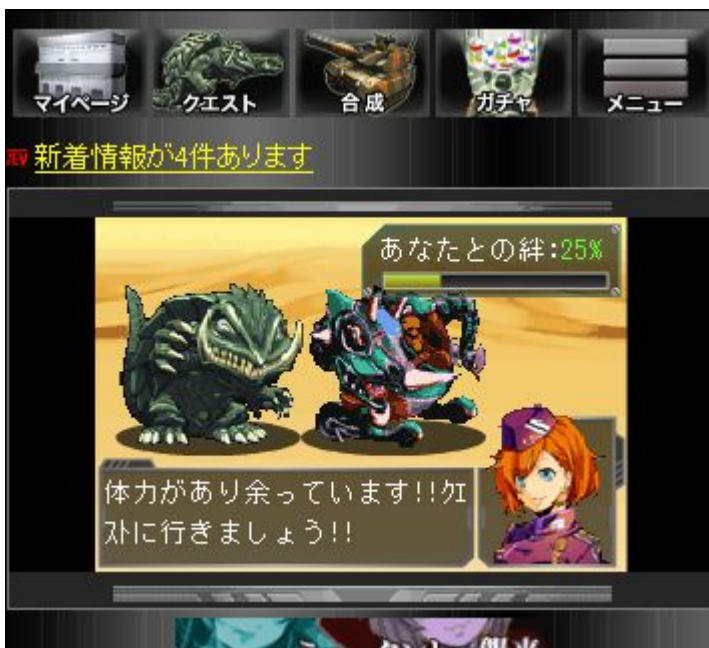 マイページ
クエスト
合成
ガチャ
メニュー
新着情報が4件あります
あなたとの絆:25%
体力があり余っています!!ｸｴ
ｽﾄに行きましょう!!